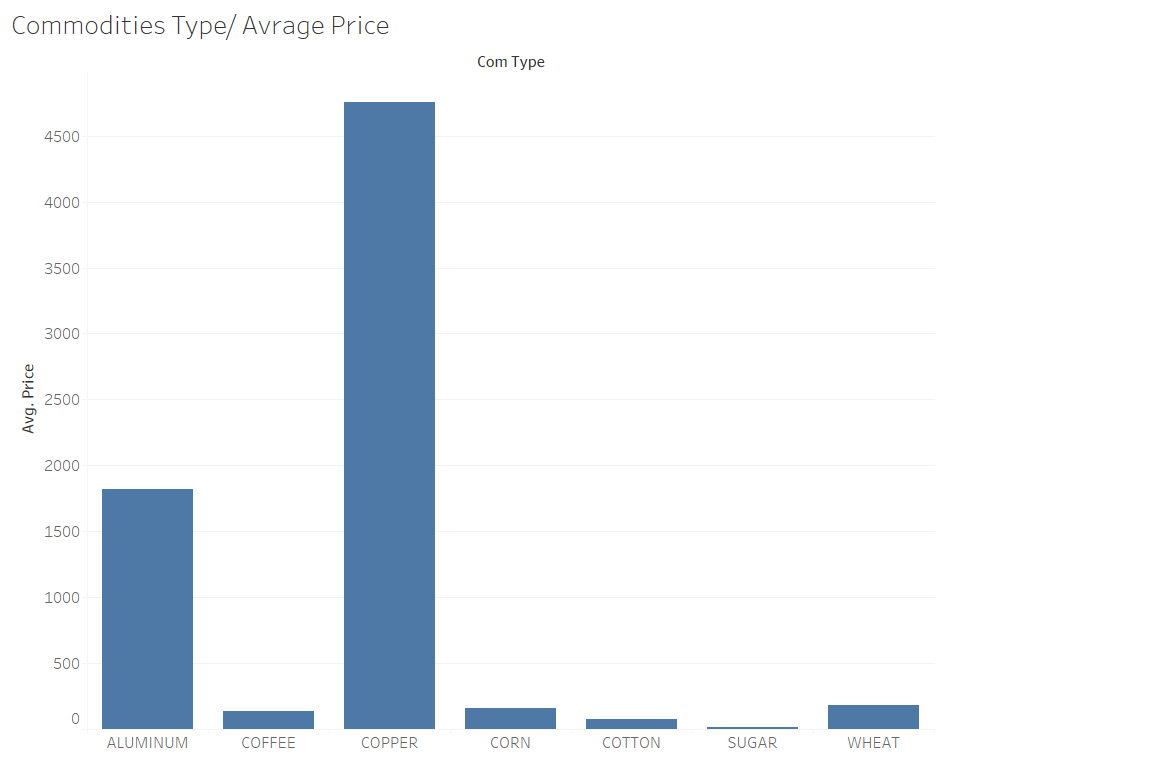 Commodities Type/ Avrage Price
Com Type
Avg. Price
4500
4000
3500
3000
2500
2000
1500
1000
500
0
ALUMINUM COFFEE COPPER CORN COTTON SUGAR WHEAT